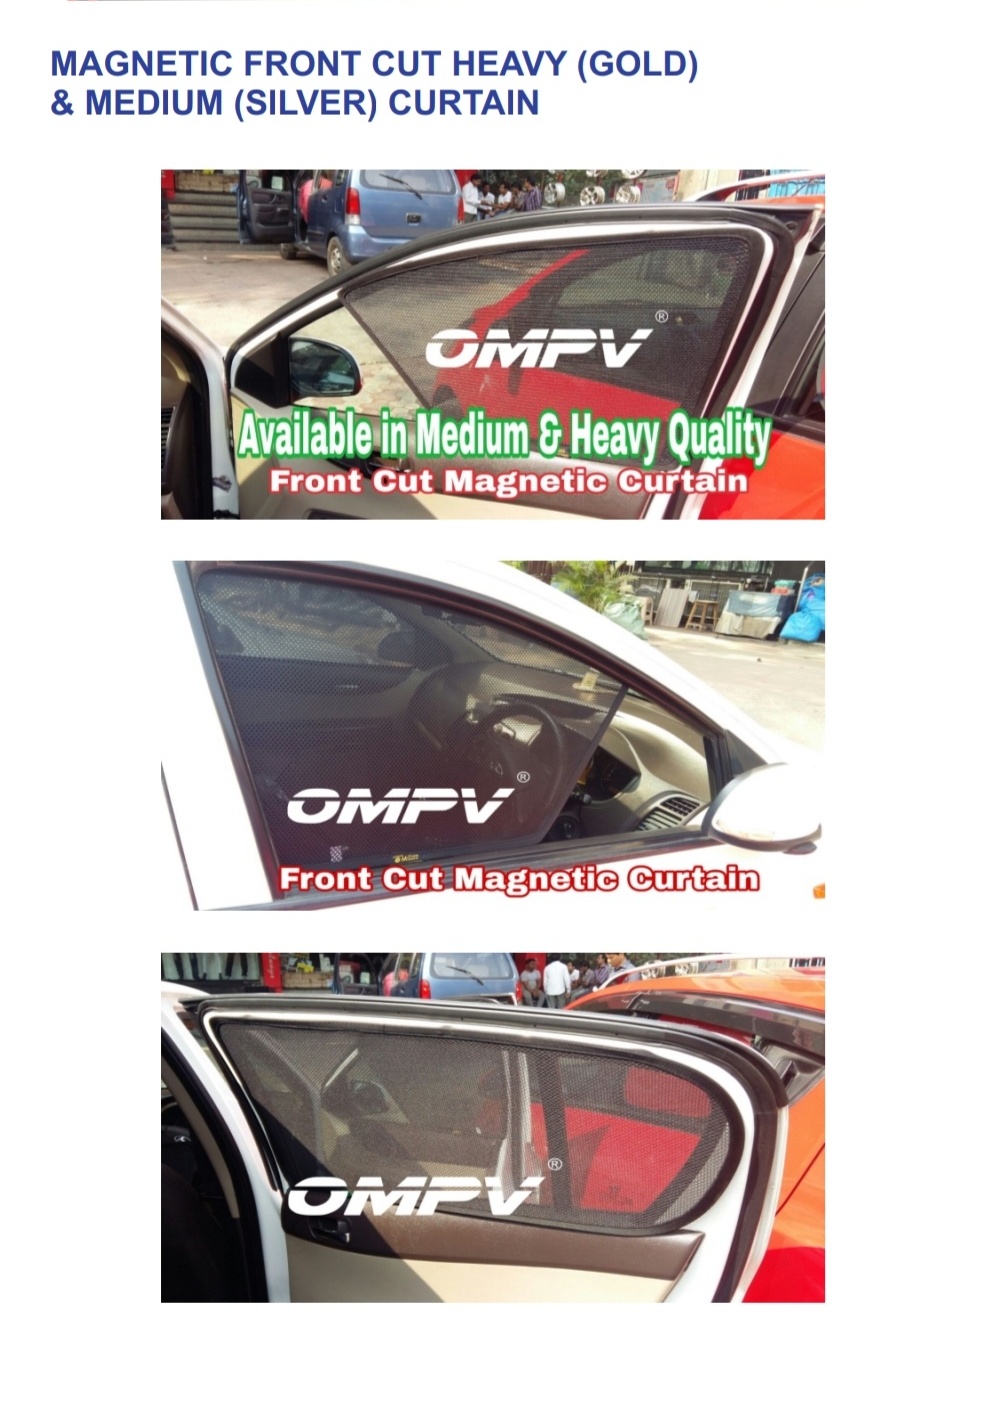 MAGNETIC FRONT CUT HEAVY (GOLD)
& MEDIUM (SILVER) CURTAIN
OMPV ®
Available in Medium & Heavy Quality
Front Cut Magnetic Curtain
OMPV ®
Front Cut Magnetic Curtain
OMPV ®